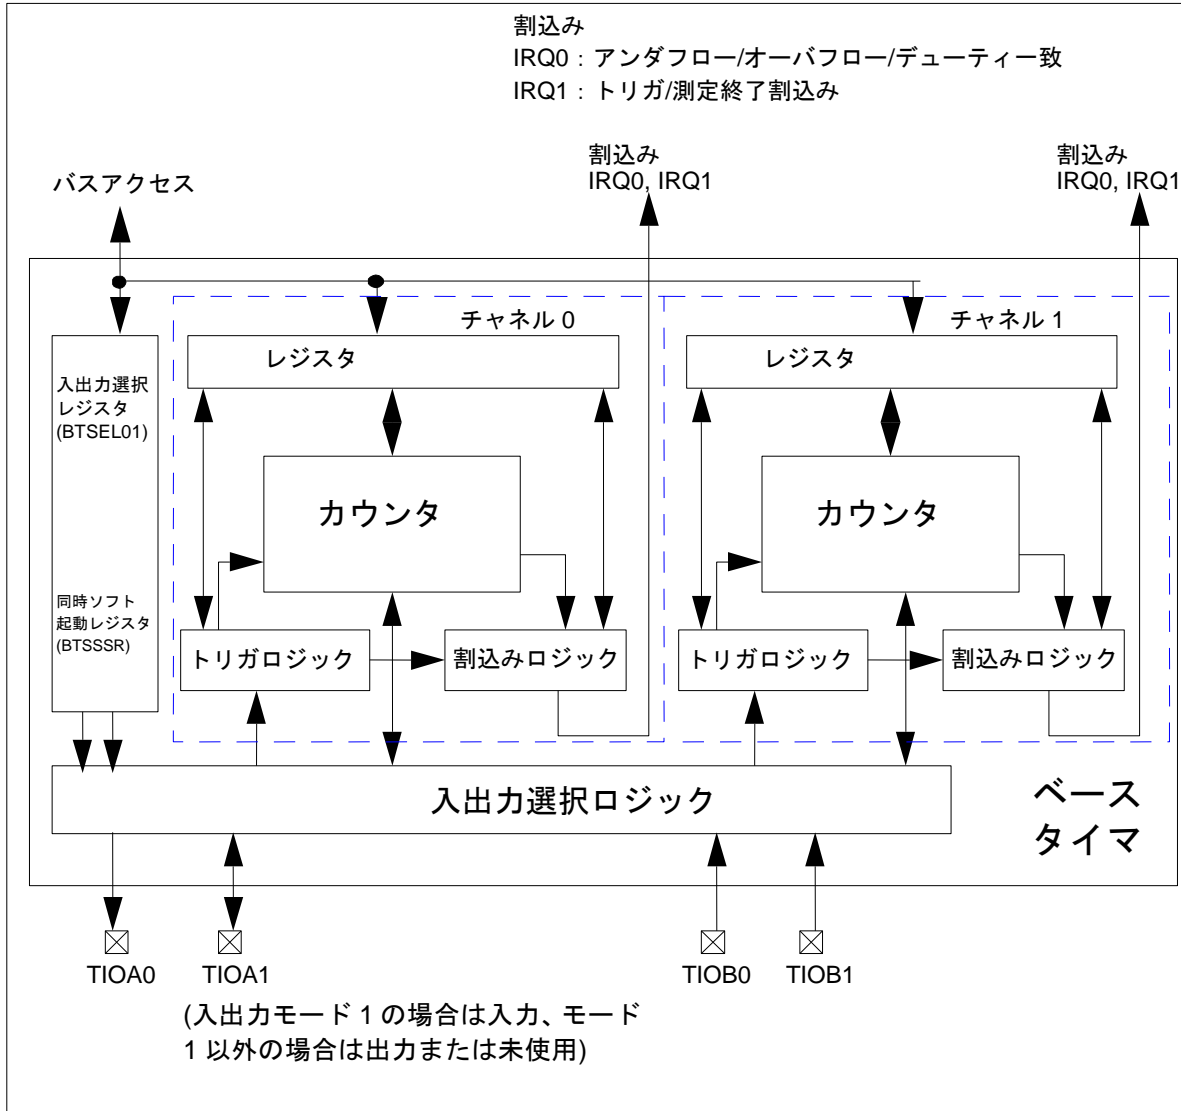 割込み
IRQ0：アンダフロー/オーバフロー/デューティ一致
IRQ1：トリガ/測定終了割込み
バスアクセス
割込み
IRQ0, IRQ1
割込み
IRQ0, IRQ1
チャネル 0
チャネル 1
レジスタ
レジスタ
入出力選択
レジスタ
(BTSEL01)
カウンタ
カウンタ
同時ソフト
起動レジスタ
(BTSSSR)
トリガロジック
割込みロジック
トリガロジック
割込みロジック
入出力選択ロジック
ベース
タイマ
TIOA0
TIOA1
TIOB0
TIOB1
(入出力モード 1 の場合は入力、モード
1 以外の場合は出力または未使用)